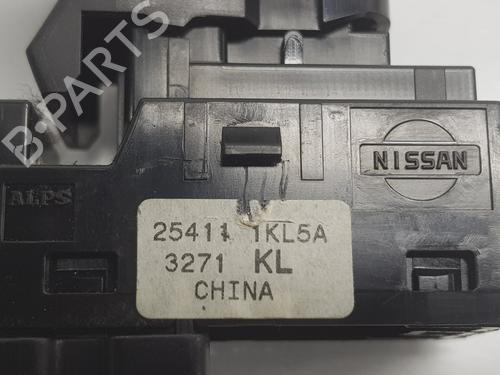 B-PARTS
ALPS
NISSAN
25411 1KL5A
3271 KL
CHINA